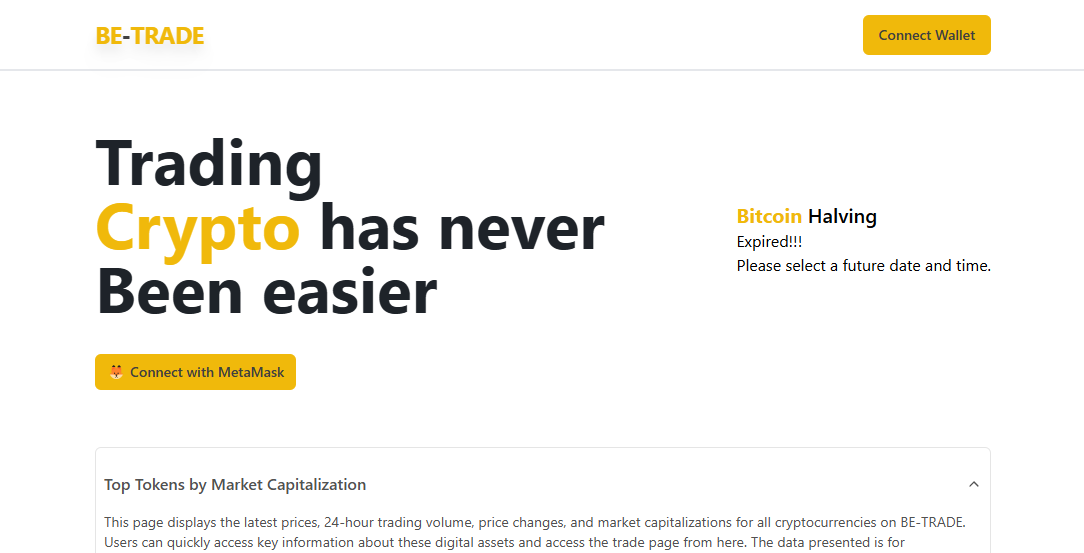 BE-TRADE
Connect Wallet
Trading
Crypto has never
Been easier
Bitcoin Halving
Expired!!!
Please select a future date and time.
Connect with MetaMask
Top Tokens by Market Capitalization
This page displays the latest prices, 24-hour trading volume, price changes, and market capitalizations for all cryptocurrencies on BE-TRADE.
Users can quickly access key information about these digital assets and access the trade page from here. The data presented is for